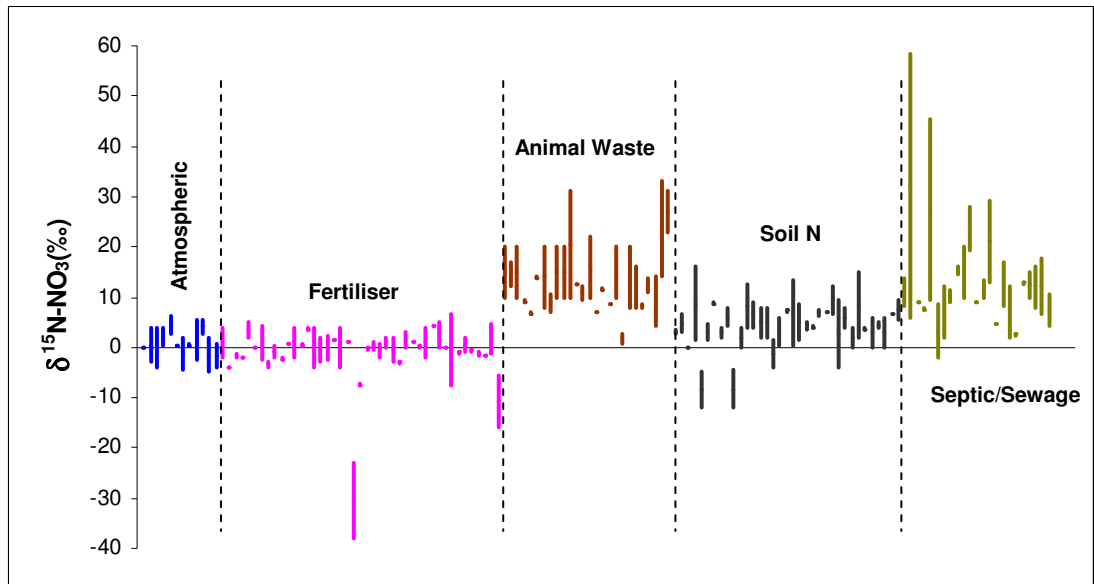 60
50
40
30
20
10
0
-10
-20
-30
-40
δ ¹⁵N-NO₃(‰)
Atmospheric
Fertiliser
Animal Waste
Soil N
Septic/Sewage